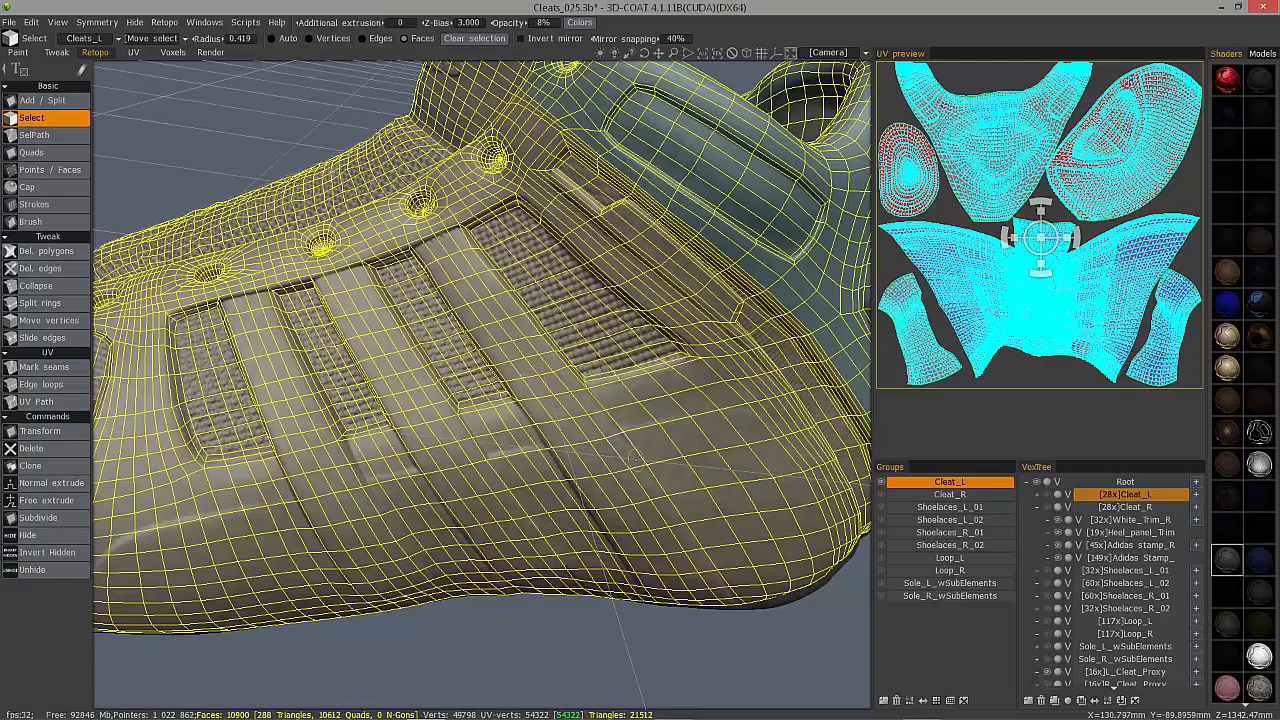 Cleats_025.3b* - 3D-COAT 4.1.11B(CUDA)(DX64)
File Edit View Symmetry Hide Retopo Windows Scripts Help Additional extrusion 0 Z-Bias 3.000 Opacity 8% Colors
Select Cleats_L [Move select] Radius 0.419 Auto Vertices Edges Faces Clear selection Invert mirror Mirror snapping 40%
Paint Tweak Retopo UV Voxels Render [Camera] UV preview Shaders Models
Basic
Add / Split
Select
SelPath
Quads
Points / Faces
Cap
Strokes
Brush
Tweak
Del. polygons
Del. edges
Collapse
Split rings
Move vertices
Slide edges
UV
Mark seams
Edge loops
UV Path
Commands
Transform
Delete
Clone
Normal extrude
Free extrude
Subdivide
Hide
Invert Hidden
Unhide
Groups
Cleat_L
Cleat_R
Shoelaces_L_01
Shoelaces_L_02
Shoelaces_R_01
Shoelaces_R_02
Loop_L
Loop_R
Sole_L_wSubElements
Sole_R_wSubElements
VoxTree
V Root +
V [28x]Cleat_L +
V [28x]Cleat_R +
V [32x]White_Trim_R +
V [19x]Heel_panel_Trim
V [45x]Adidas stamp_R +
V [149x]Adidas Stamp_
V [32x]Shoelaces_L_01 +
V [60x]Shoelaces_L_02 +
V [60x]Shoelaces_R_01 +
V [32x]Shoelaces_R_02 +
V [117x]Loop_L +
V [117x]Loop_R +
V Sole_L_wSubElements +
V Sole_R_wSubElements +
V [16x]L_Cleat_Proxy +
V [16x]R_Cleat_Proxy +
fps:32; Free: 92846 Mb,Pointers: 1 022 862;Faces: 10900 [288 Triangles, 10612 Quads, 0 N-Gons] Verts: 49798 UV-verts: 54322 [54322] Triangles: 21512 X=130.797mm Y=-89.8959mm Z=1342.47mm